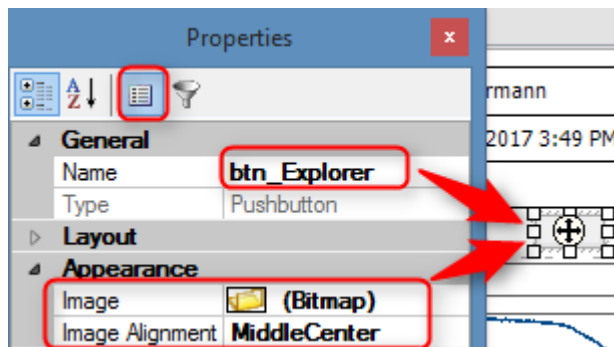 Properties
x
A
Z
rmann
General
2017 3:49 PM
Name btn_Explorer
Type Pushbutton
Layout
Appearance
Image (Bitmap)
Image Alignment MiddleCenter